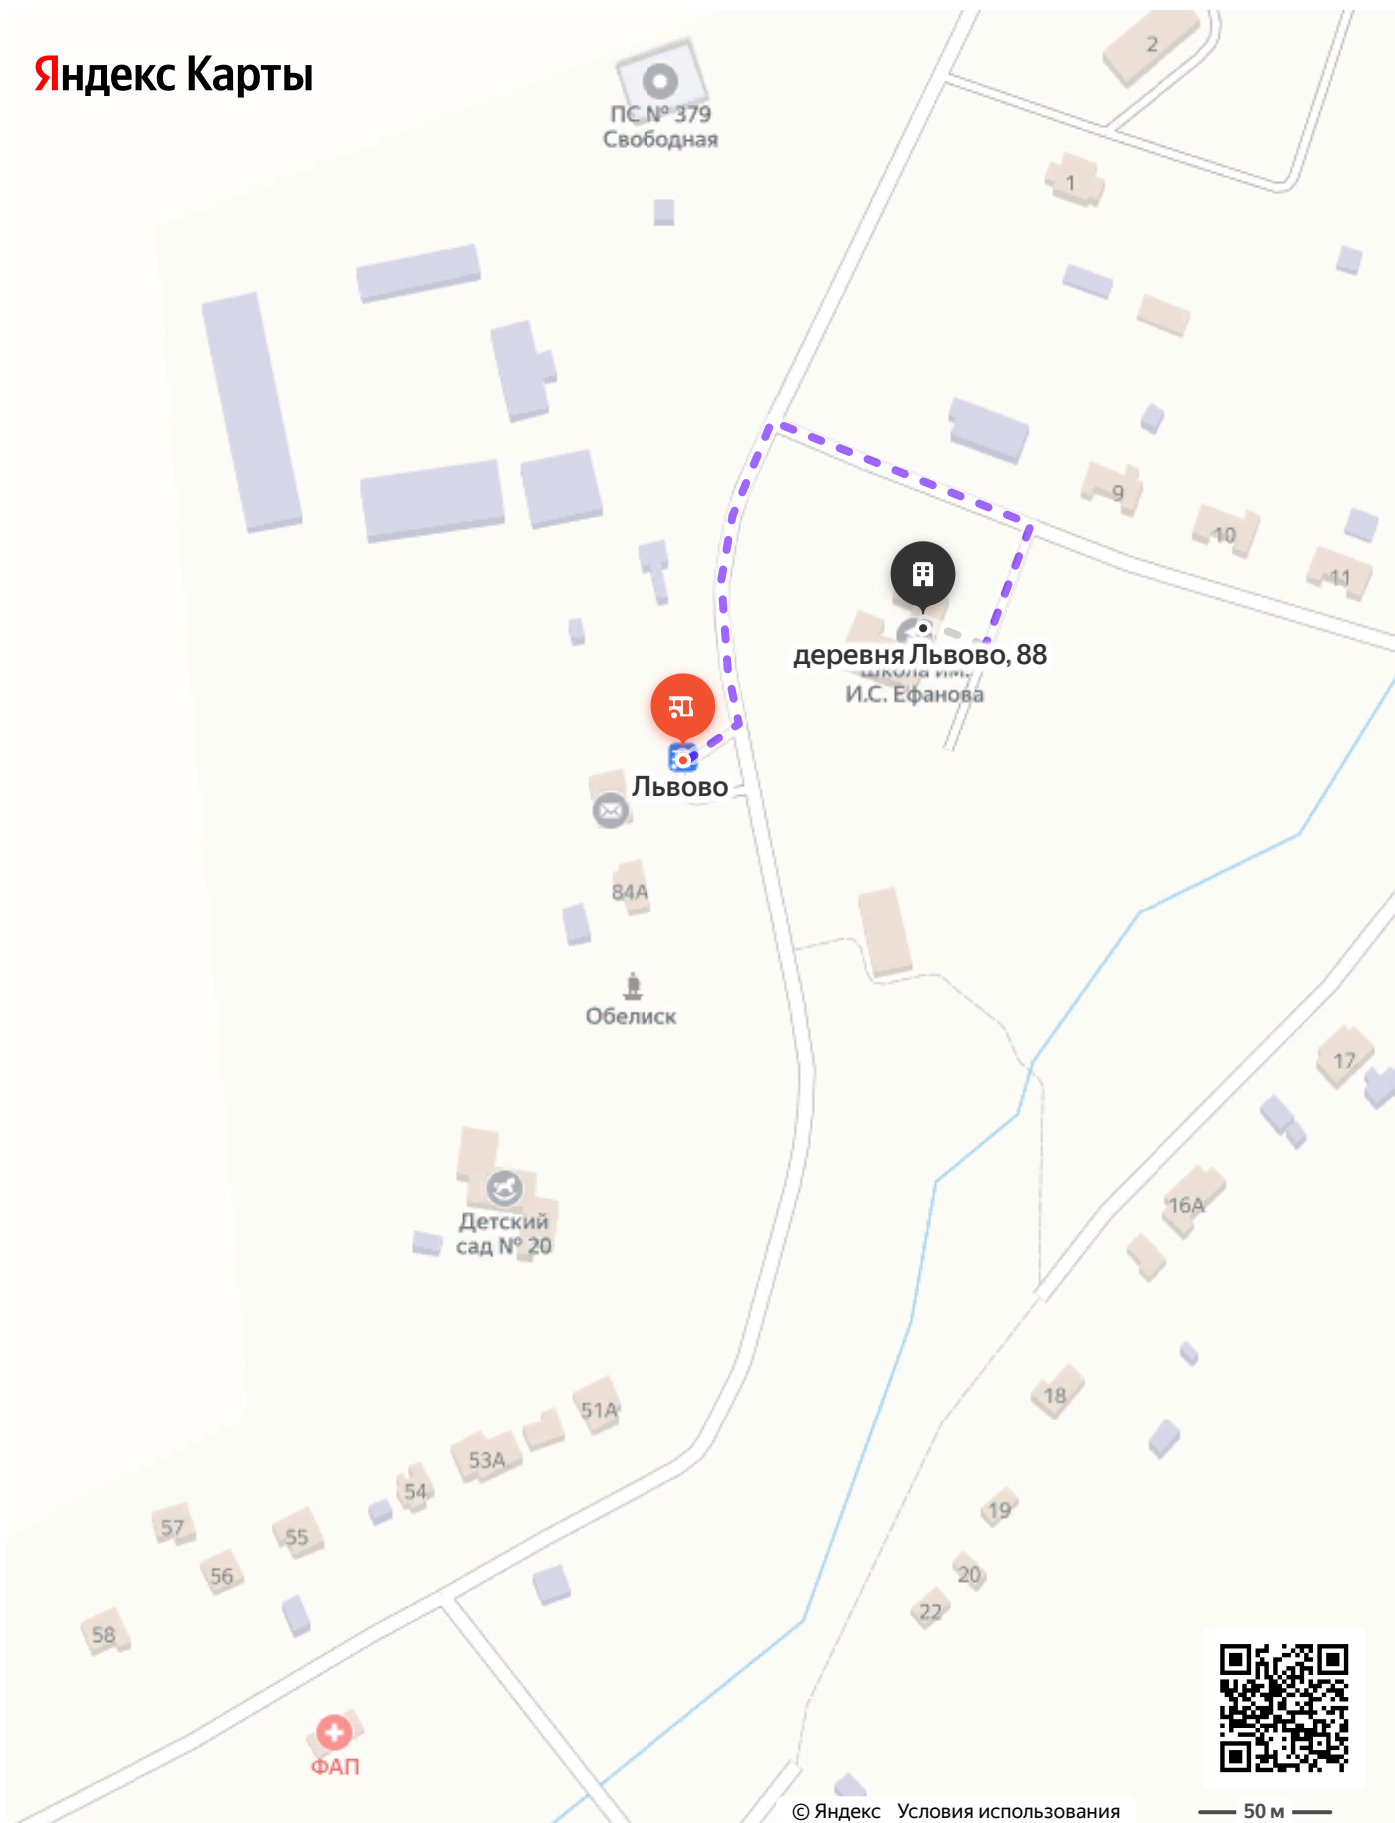 Яндекс Карты
2
ПС № 379
Свободная
1
9
10
11
деревня Львово, 88
школа им.
И.С. Ефанова
Львово
84А
Обелиск
17
16А
Детский
сад № 20
18
51А
53А
54
19
57
55
56
20
22
58
ФАП
© Яндекс Условия использования
50 м